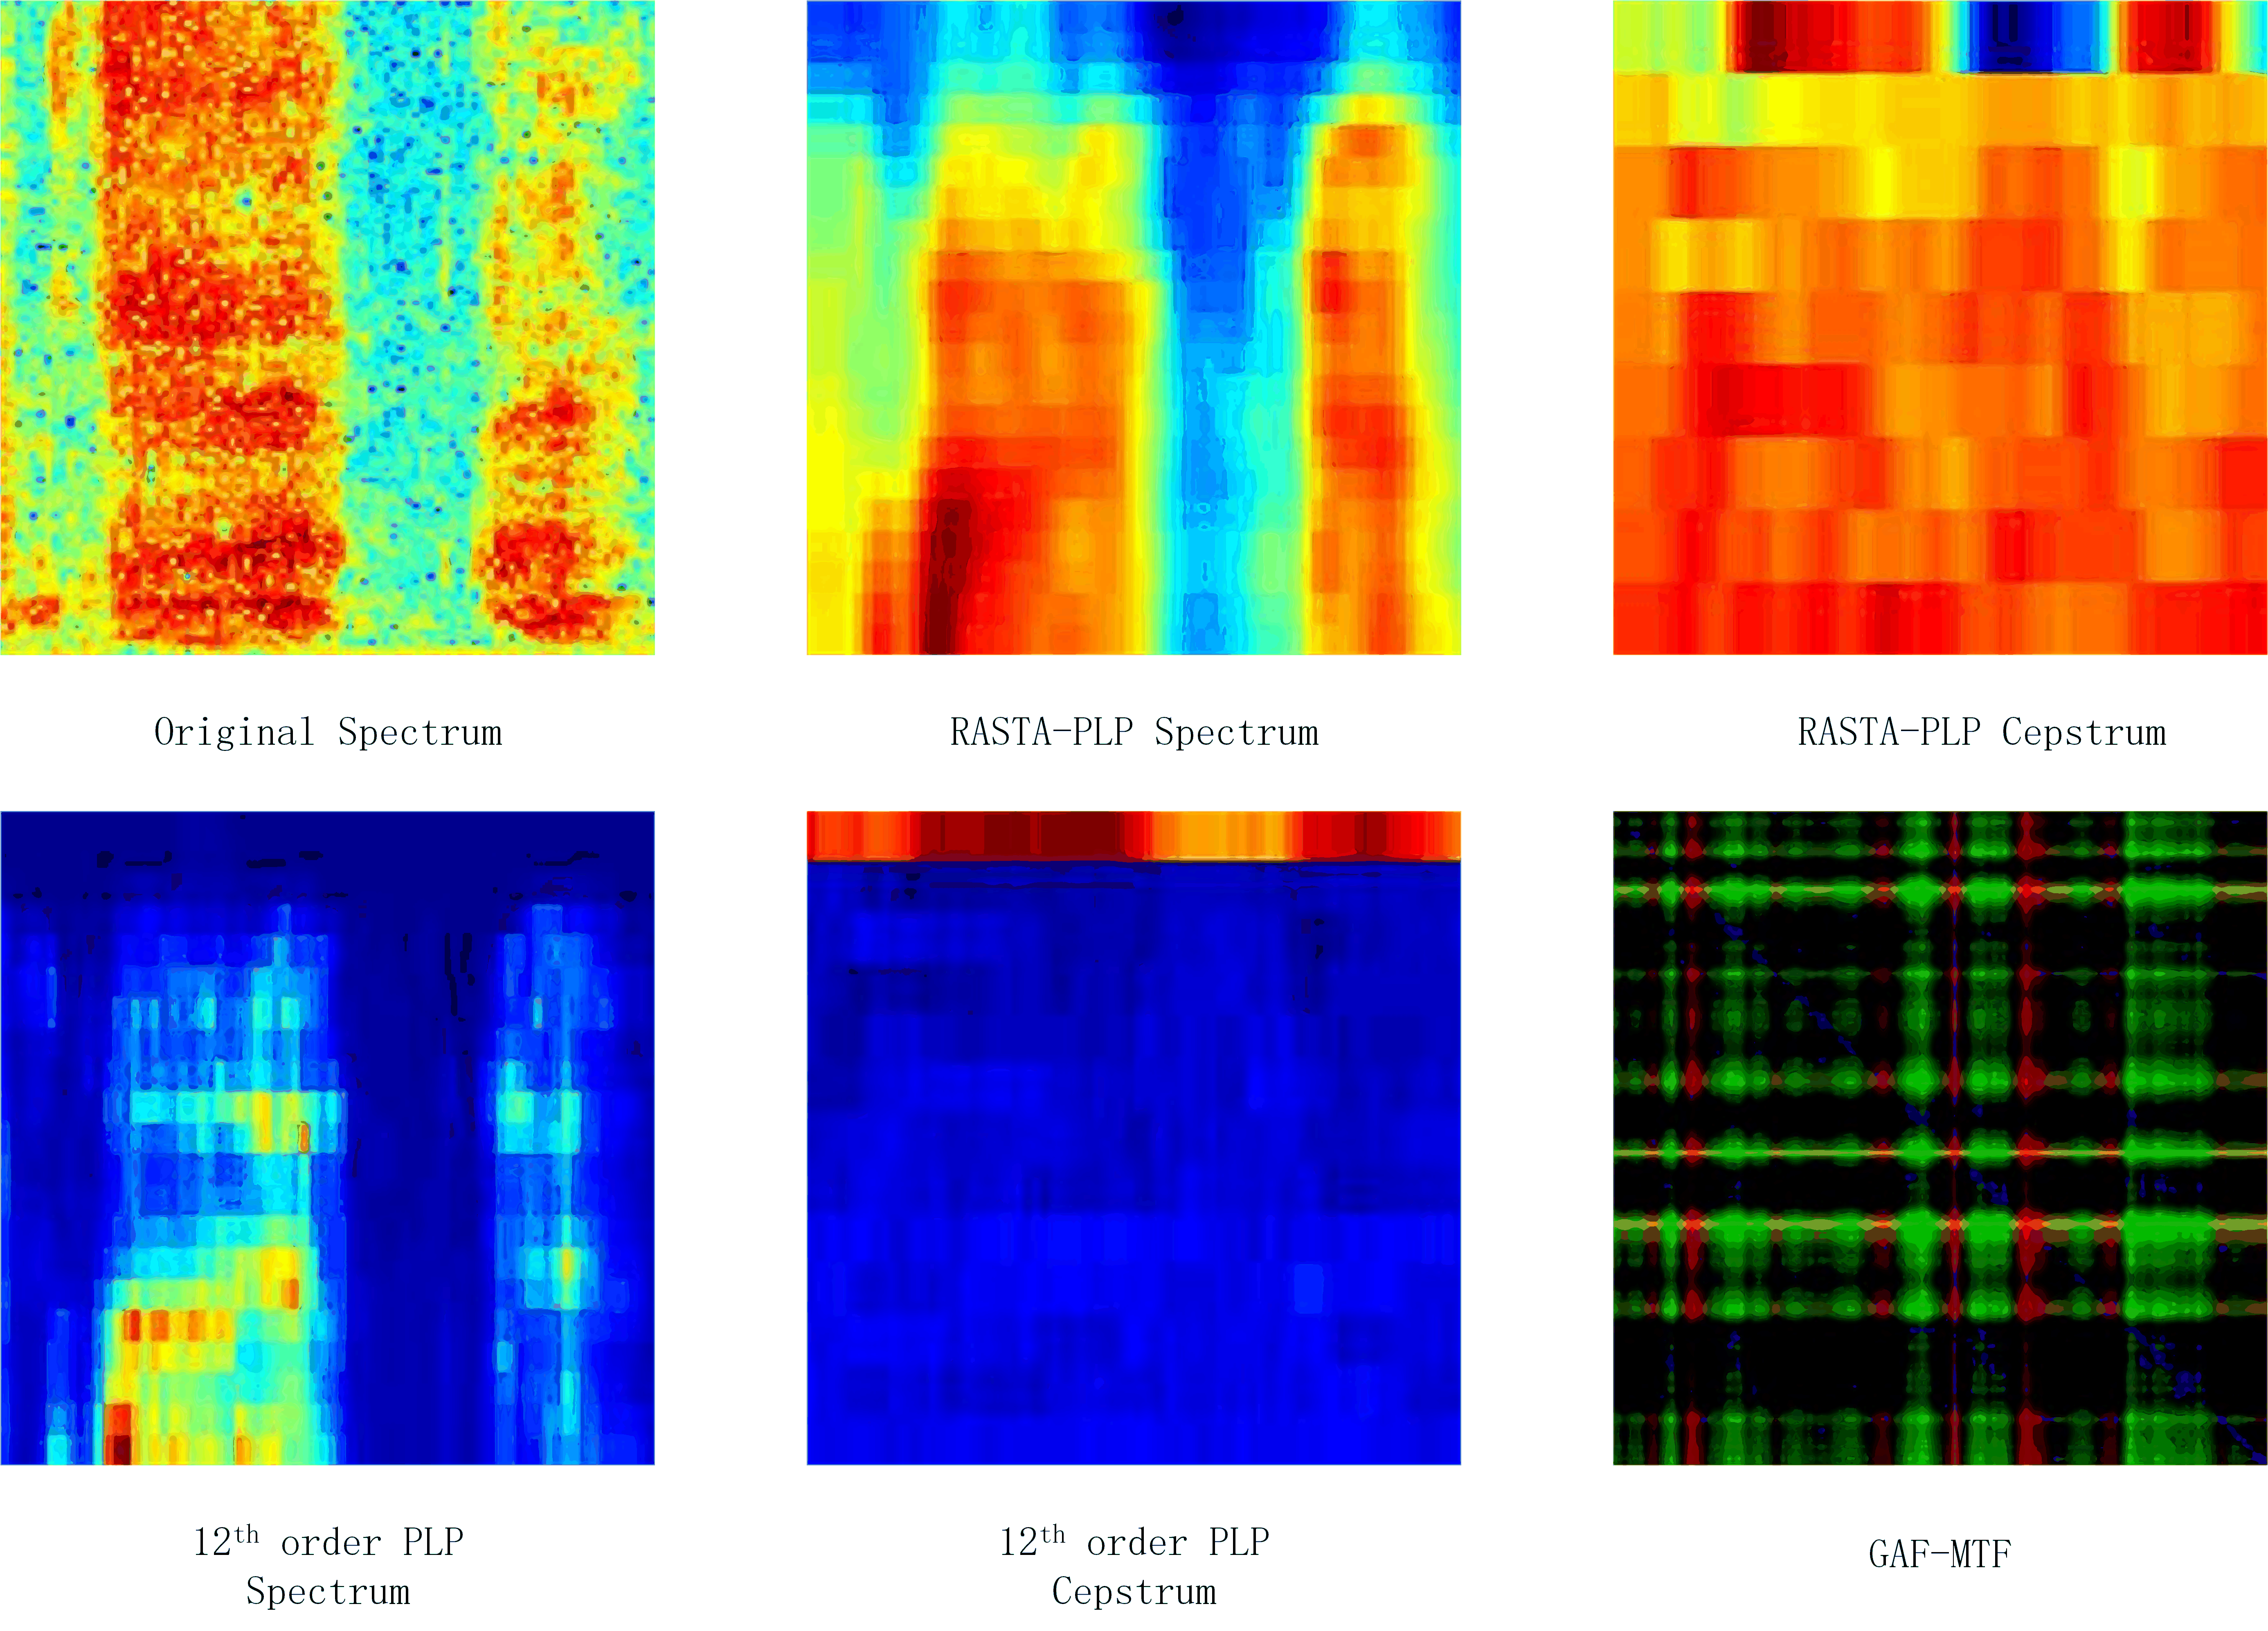 Original Spectrum
RASTA-PLP Spectrum
RASTA-PLP Cepstrum
12th order PLP
Spectrum
12th order PLP
Cepstrum
GAF-MTF